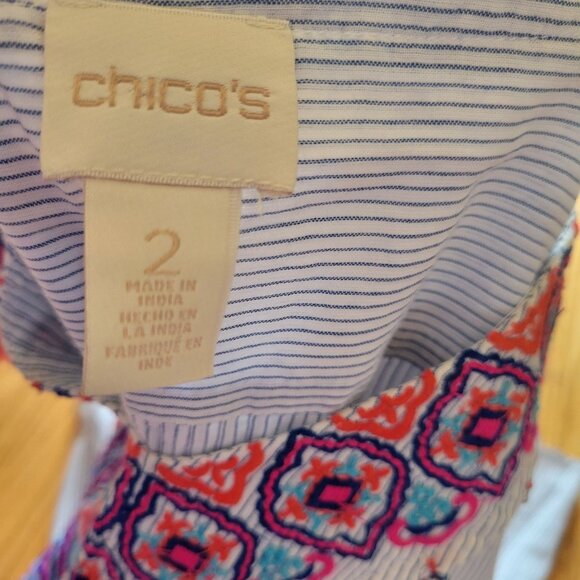 chico's
2
MADE IN
INDIA
HECHO EN
LA INDIA
FABRIQUÉ EN
INDE